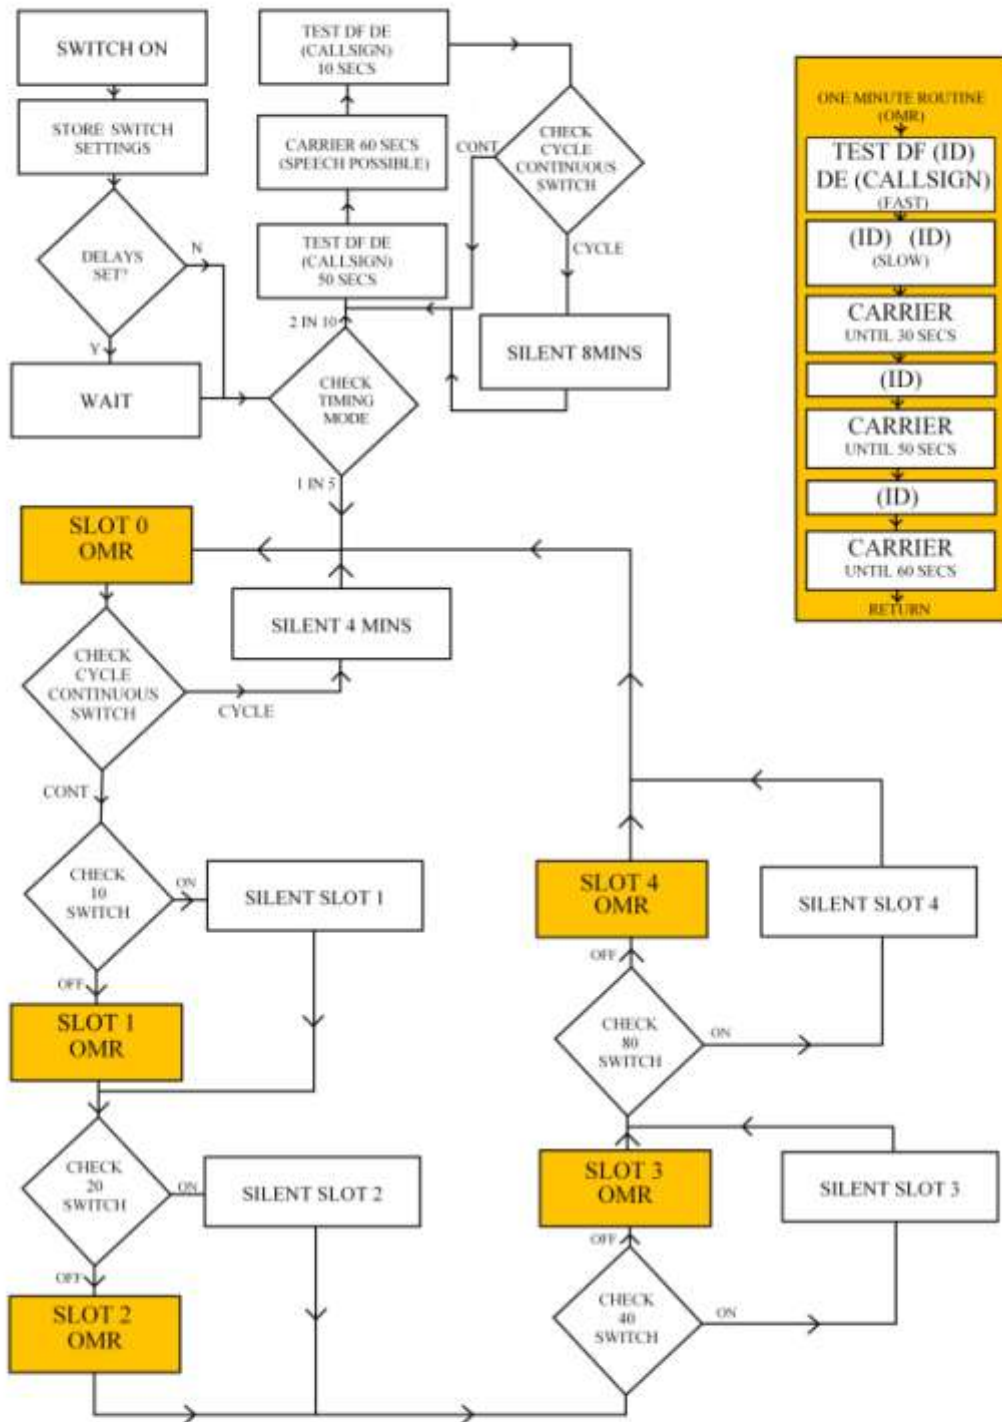 SWITCH ON
STORE SWITCH
SETTINGS
DELAYS
SET?
N
Y
WAIT
TEST DF DE
(CALLSIGN)
10 SECS
CARRIER 60 SECS
(SPEECH POSSIBLE)
TEST DF DE
(CALLSIGN)
50 SECS
2 IN 10
CHECK
TIMING
MODE
1 IN 5
CONT
CHECK
CYCLE
CONTINUOUS
SWITCH
CYCLE
SILENT 8MINS
ONE MINUTE ROUTINE
(OMR)
TEST DF (ID)
DE (CALLSIGN)
(FAST)
(ID) (ID)
(SLOW)
CARRIER
UNTIL 30 SECS
(ID)
CARRIER
UNTIL 50 SECS
(ID)
CARRIER
UNTIL 60 SECS
RETURN
SLOT 0
OMR
SILENT 4 MINS
CHECK
CYCLE
CONTINUOUS
SWITCH
CYCLE
CONT
CHECK
10
SWITCH
ON
SILENT SLOT 1
OFF
SLOT 1
OMR
CHECK
20
SWITCH
ON
SILENT SLOT 2
OFF
SLOT 2
OMR
SLOT 4
OMR
SILENT SLOT 4
OFF
CHECK
80
SWITCH
ON
SLOT 3
OMR
SILENT SLOT 3
OFF
CHECK
40
SWITCH
ON